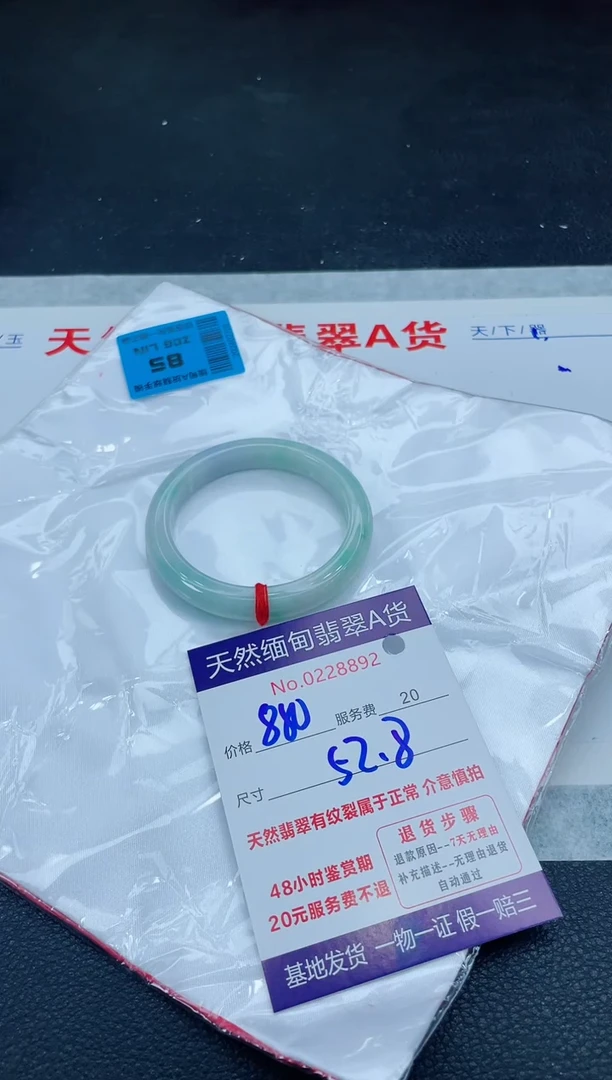 /玉
天
翡翠A货
天/下/器
85
天然缅甸翡翠A货
No.0228892
价格 880 服务费 20
尺寸 52.8
天然翡翠有纹裂属于正常 介意慎拍
48小时鉴赏期
20元服务费不退
退货步骤
退款原因--7天无理由
补充描述--无理由退货
自动通过
基地发货 一物一证 假一赔三